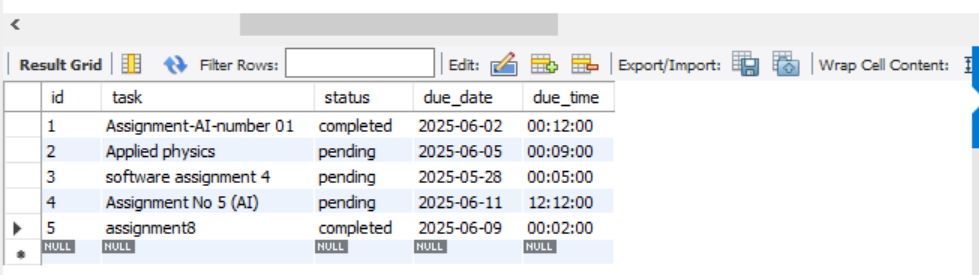 Result Grid Filter Rows: Edit: Export/Import: Wrap Cell Content:
id task status due_date due_time
1 Assignment-AI-number 01 completed 2025-06-02 00:12:00
2 Applied physics pending 2025-06-05 00:09:00
3 software assignment 4 pending 2025-05-28 00:05:00
4 Assignment No 5 (AI) pending 2025-06-11 12:12:00
5 assignment8 completed 2025-06-09 00:02:00
NULL NULL NULL NULL NULL